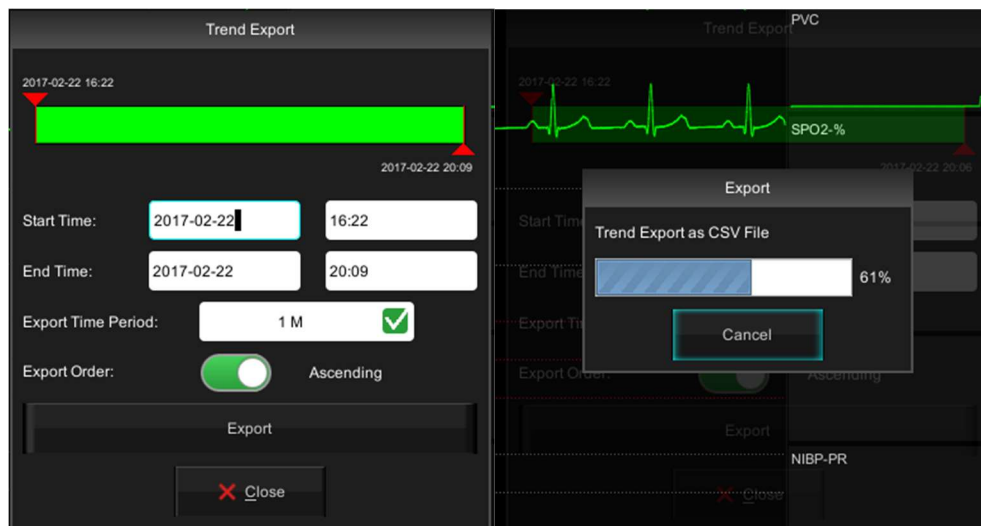 Trend Export
2017-02-22 16:22
2017-02-22 20:09
Start Time: 2017-02-22 16:22
End Time: 2017-02-22 20:09
Export Time Period: 1 M
Export Order: Ascending
Export
Close
Trend Export
PVC
2017-02-22 16:22
SPO2-%
2017-02-22 20:06
Export
Start Time
Trend Export as CSV File
End Time
61%
Export Ti
Cancel
Export Order:
Ascending
Export
NIBP-PR
Close